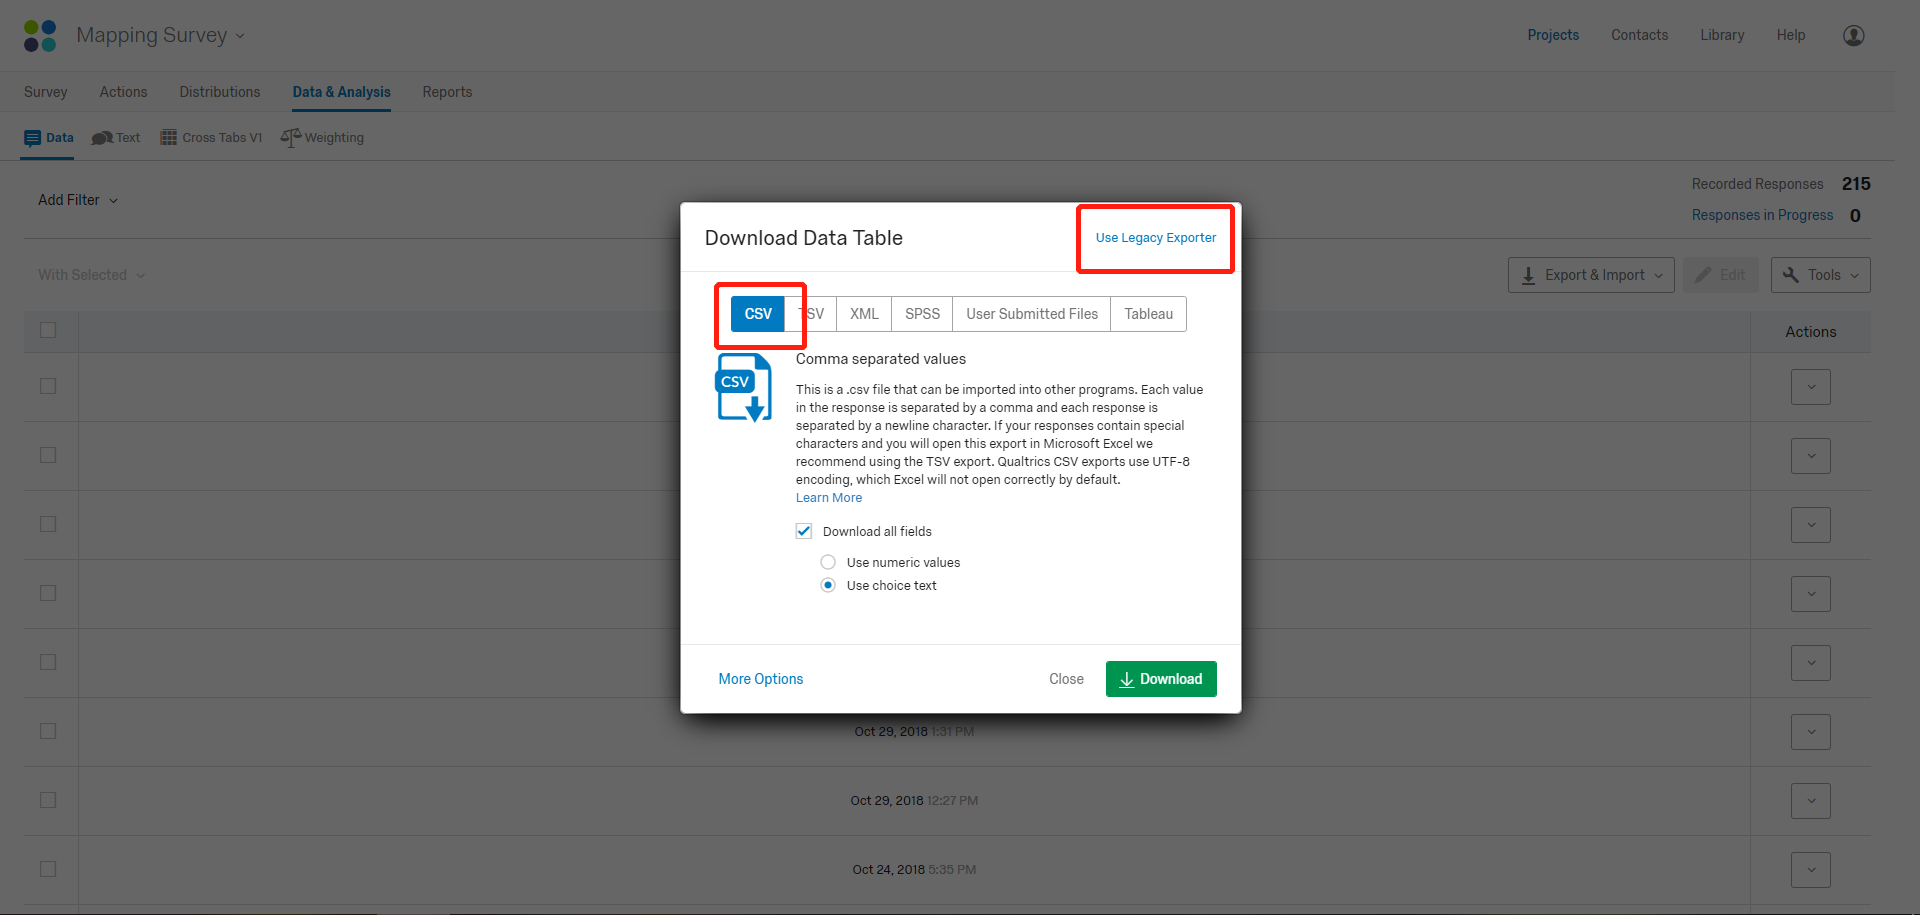 Mapping Survey
Projects Contacts Library Help
Survey Actions Distributions Data & Analysis Reports
Data Text Cross Tabs V1 Weighting
Add Filter
Recorded Responses 215
Responses in Progress 0
With Selected
Export & Import Edit Tools
Actions
Download Data Table
Use Legacy Exporter
CSV TSV XML SPSS User Submitted Files Tableau
CSV
Comma separated values
This is a .csv file that can be imported into other programs. Each value
in the response is separated by a comma and each response is
separated by a newline character. If your responses contain special
characters and you will open this export in Microsoft Excel we
recommend using the TSV export. Qualtrics CSV exports use UTF-8
encoding, which Excel will not open correctly by default.
Learn More
Download all fields
Use numeric values
Use choice text
More Options Close Download
Oct 29, 2018 1:31 PM
Oct 29, 2018 12:27 PM
Oct 24, 2018 5:35 PM